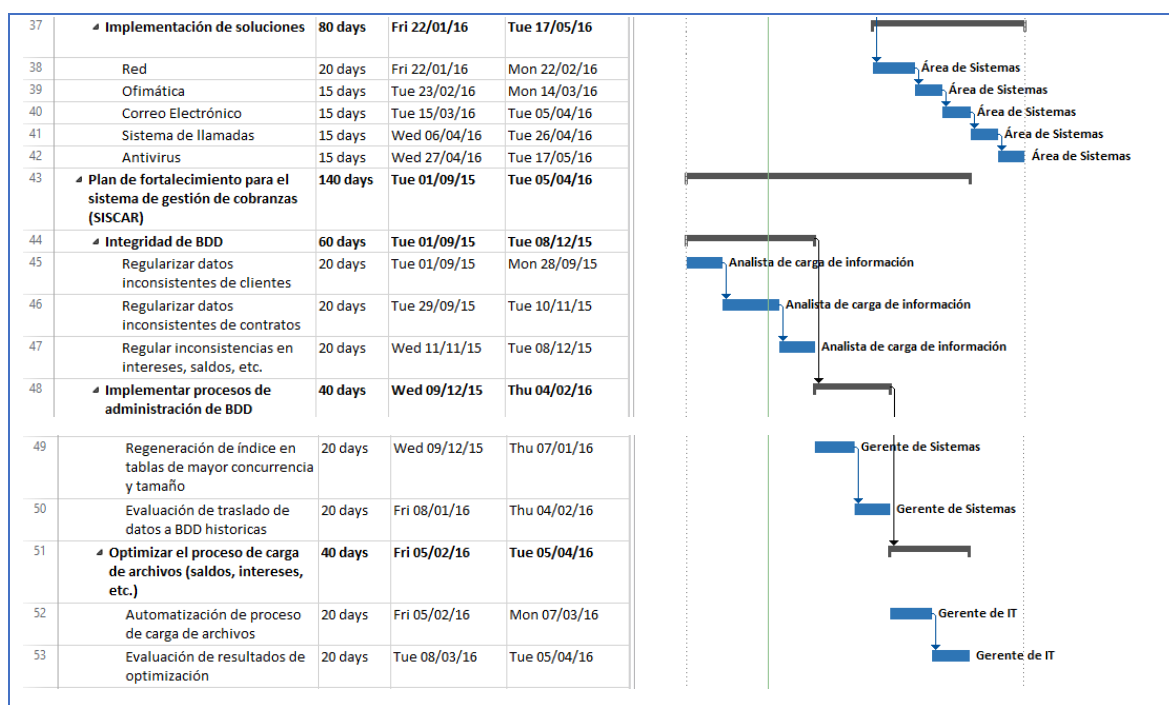 37 Implementación de soluciones 80 days Fri 22/01/16 Tue 17/05/16
38 Red 20 days Fri 22/01/16 Mon 22/02/16 Área de Sistemas
39 Ofimática 15 days Tue 23/02/16 Mon 14/03/16 Área de Sistemas
40 Correo Electrónico 15 days Tue 15/03/16 Tue 05/04/16 Área de Sistemas
41 Sistema de llamadas 15 days Wed 06/04/16 Tue 26/04/16 Área de Sistemas
42 Antivirus 15 days Wed 27/04/16 Tue 17/05/16 Área de Sistemas
43 Plan de fortalecimiento para el 140 days Tue 01/09/15 Tue 05/04/16
sistema de gestión de cobranzas
(SISCAR)
44 Integridad de BDD 60 days Tue 01/09/15 Tue 08/12/15
45 Regularizar datos 20 days Tue 01/09/15 Mon 28/09/15 Analista de carga de información
inconsistentes de clientes
46 Regularizar datos 20 days Tue 29/09/15 Tue 10/11/15 Analista de carga de información
inconsistentes de contratos
47 Regular inconsistencias en 20 days Wed 11/11/15 Tue 08/12/15 Analista de carga de información
intereses, saldos, etc.
48 Implementar procesos de 40 days Wed 09/12/15 Thu 04/02/16
administración de BDD
49 Regeneración de índice en 20 days Wed 09/12/15 Thu 07/01/16 Gerente de Sistemas
tablas de mayor concurrencia
y tamaño
50 Evaluación de traslado de 20 days Fri 08/01/16 Thu 04/02/16 Gerente de Sistemas
datos a BDD historicas
51 Optimizar el proceso de carga 40 days Fri 05/02/16 Tue 05/04/16
de archivos (saldos, intereses,
etc.)
52 Automatización de proceso 20 days Fri 05/02/16 Mon 07/03/16 Gerente de IT
de carga de archivos
53 Evaluación de resultados de 20 days Tue 08/03/16 Tue 05/04/16 Gerente de IT
optimización